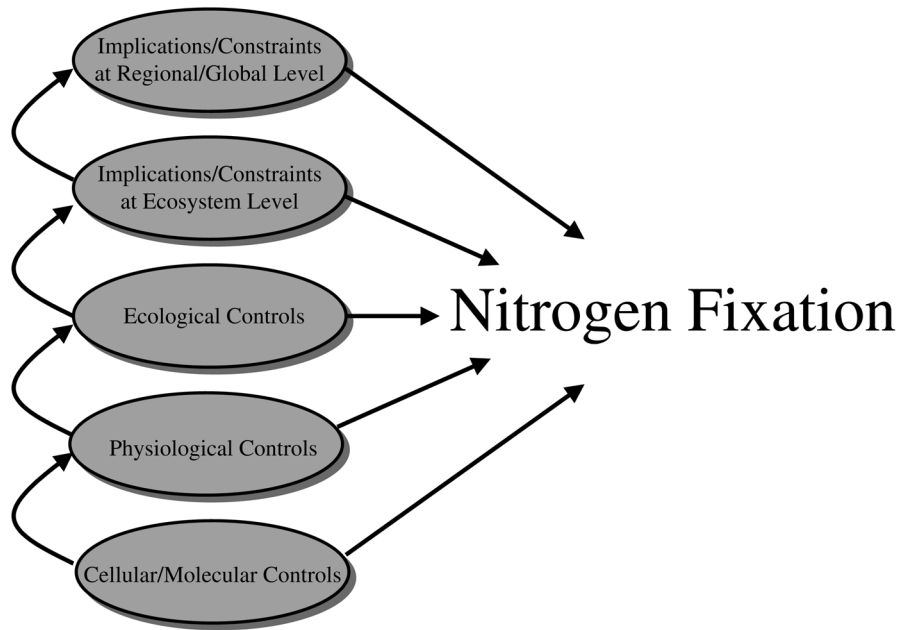 Implications/Constraints
at Regional/Global Level
Implications/Constraints
at Ecosystem Level
Ecological Controls
Nitrogen Fixation
Physiological Controls
Cellular/Molecular Controls